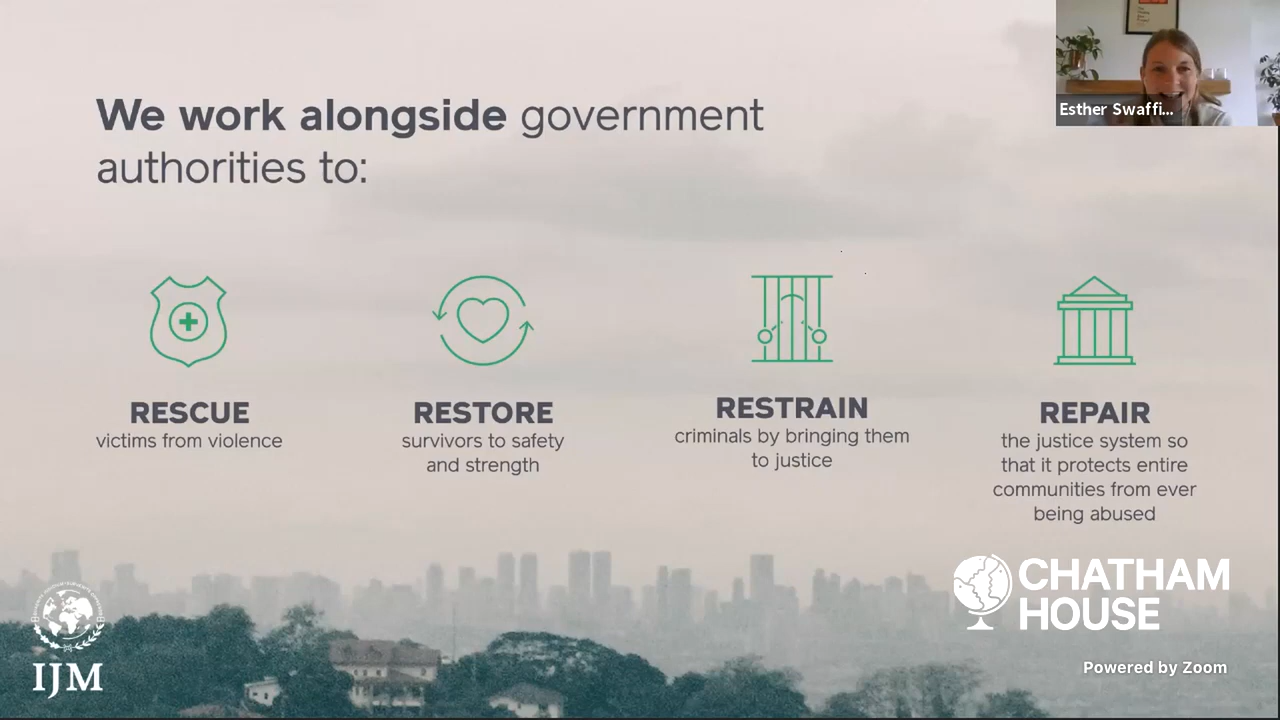 We work alongside government
authorities to:
Esther Swaffi...
RESCUE
victims from violence
RESTORE
survivors to safety
and strength
RESTRAIN
criminals by bringing them
to justice
REPAIR
the justice system so
that it protects entire
communities from ever
being abused
IJM
CHATHAM
HOUSE
Powered by Zoom